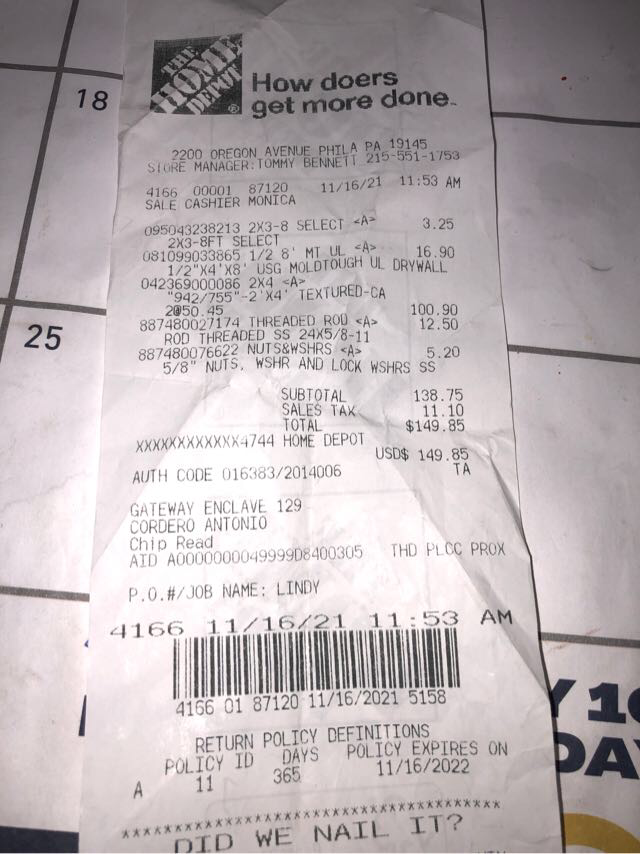 18
25
THE
HOME
DEPOT
®
How doers
get more done™
2200 OREGON AVENUE PHILA PA 19145
STORE MANAGER:TOMMY BENNETT 215-551-1753
4166 00001 87120 11/16/21 11:53 AM
SALE CASHIER MONICA
095043238213 2X3-8 SELECT <A> 3.25
2X3-8FT SELECT
081099033865 1/2 8' MT UL <A> 16.90
1/2"X4'X8' USG MOLDTOUGH UL DRYWALL
042369000086 2X4 <A>
"942/755"-2'X4' TEXTURED-CA
2@50.45 100.90
887480027174 THREADED ROD <A> 12.50
ROD THREADED SS 24X5/8-11
887480076622 NUTS&WSHRS <A> 5.20
5/8" NUTS, WSHR AND LOCK WSHRS SS
SUBTOTAL 138.75
SALES TAX 11.10
TOTAL $149.85
XXXXXXXXXXXX4744 HOME DEPOT
USD$ 149.85
AUTH CODE 016383/2014006 TA
GATEWAY ENCLAVE 129
CORDERO ANTONIO
Chip Read
AID A0000000049999D8400305 THD PLCC PROX
P.O.#/JOB NAME: LINDY
4166 11/16/21 11:53 AM
4166 01 87120 11/16/2021 5158
RETURN POLICY DEFINITIONS
POLICY ID DAYS POLICY EXPIRES ON
A 11 365 11/16/2022
****************************************
DID WE NAIL IT?
Y 10
DA